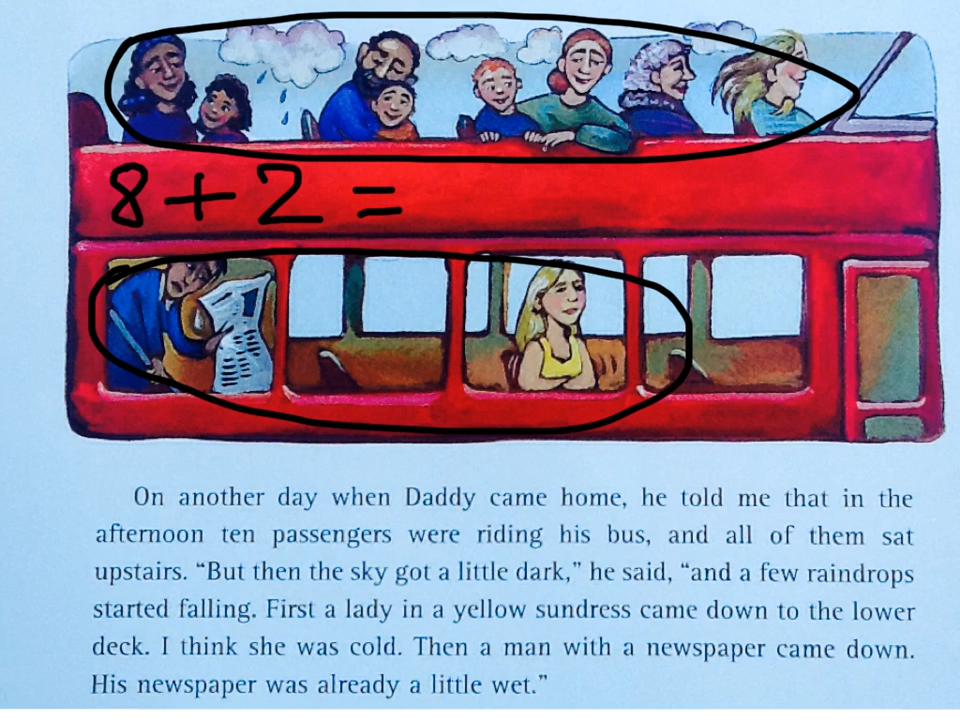 8 + 2 =
On another day when Daddy came home, he told me that in the
afternoon ten passengers were riding his bus, and all of them sat
upstairs. “But then the sky got a little dark,” he said, “and a few raindrops
started falling. First a lady in a yellow sundress came down to the lower
deck. I think she was cold. Then a man with a newspaper came down.
His newspaper was already a little wet.”